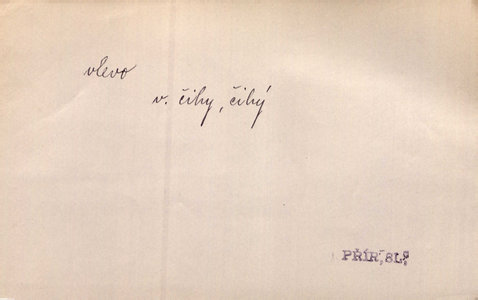 vlevo
v. čihy, čihý
PŘÍR. SL.